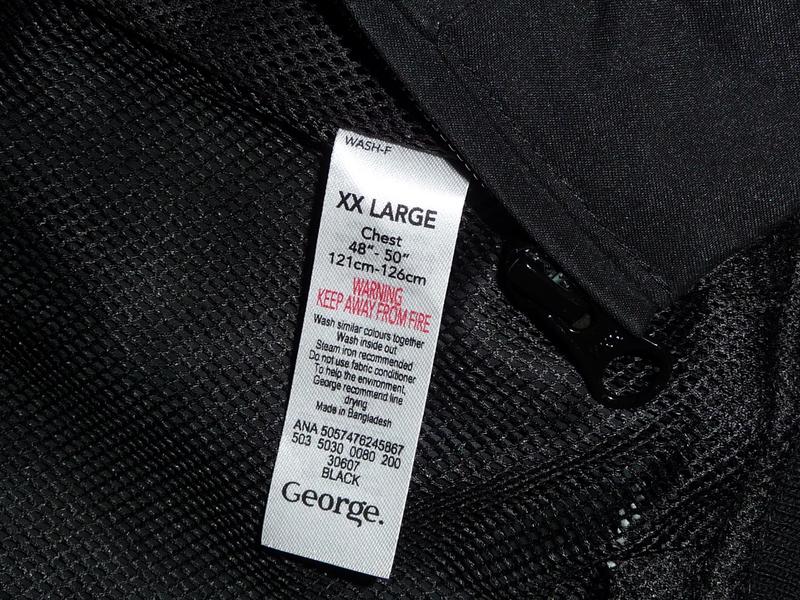 WASH-F
XX LARGE
Chest
48"- 50"
121cm-126cm
WARNING
KEEP AWAY FROM FIRE
Wash similar colours together
Wash inside out
Steam iron recommended
Do not use fabric conditioner
To help the environment,
George recommend line
drying
Made in Bangladesh
ANA 5057476245867
503 5030 0080 200
30607
BLACK
George.